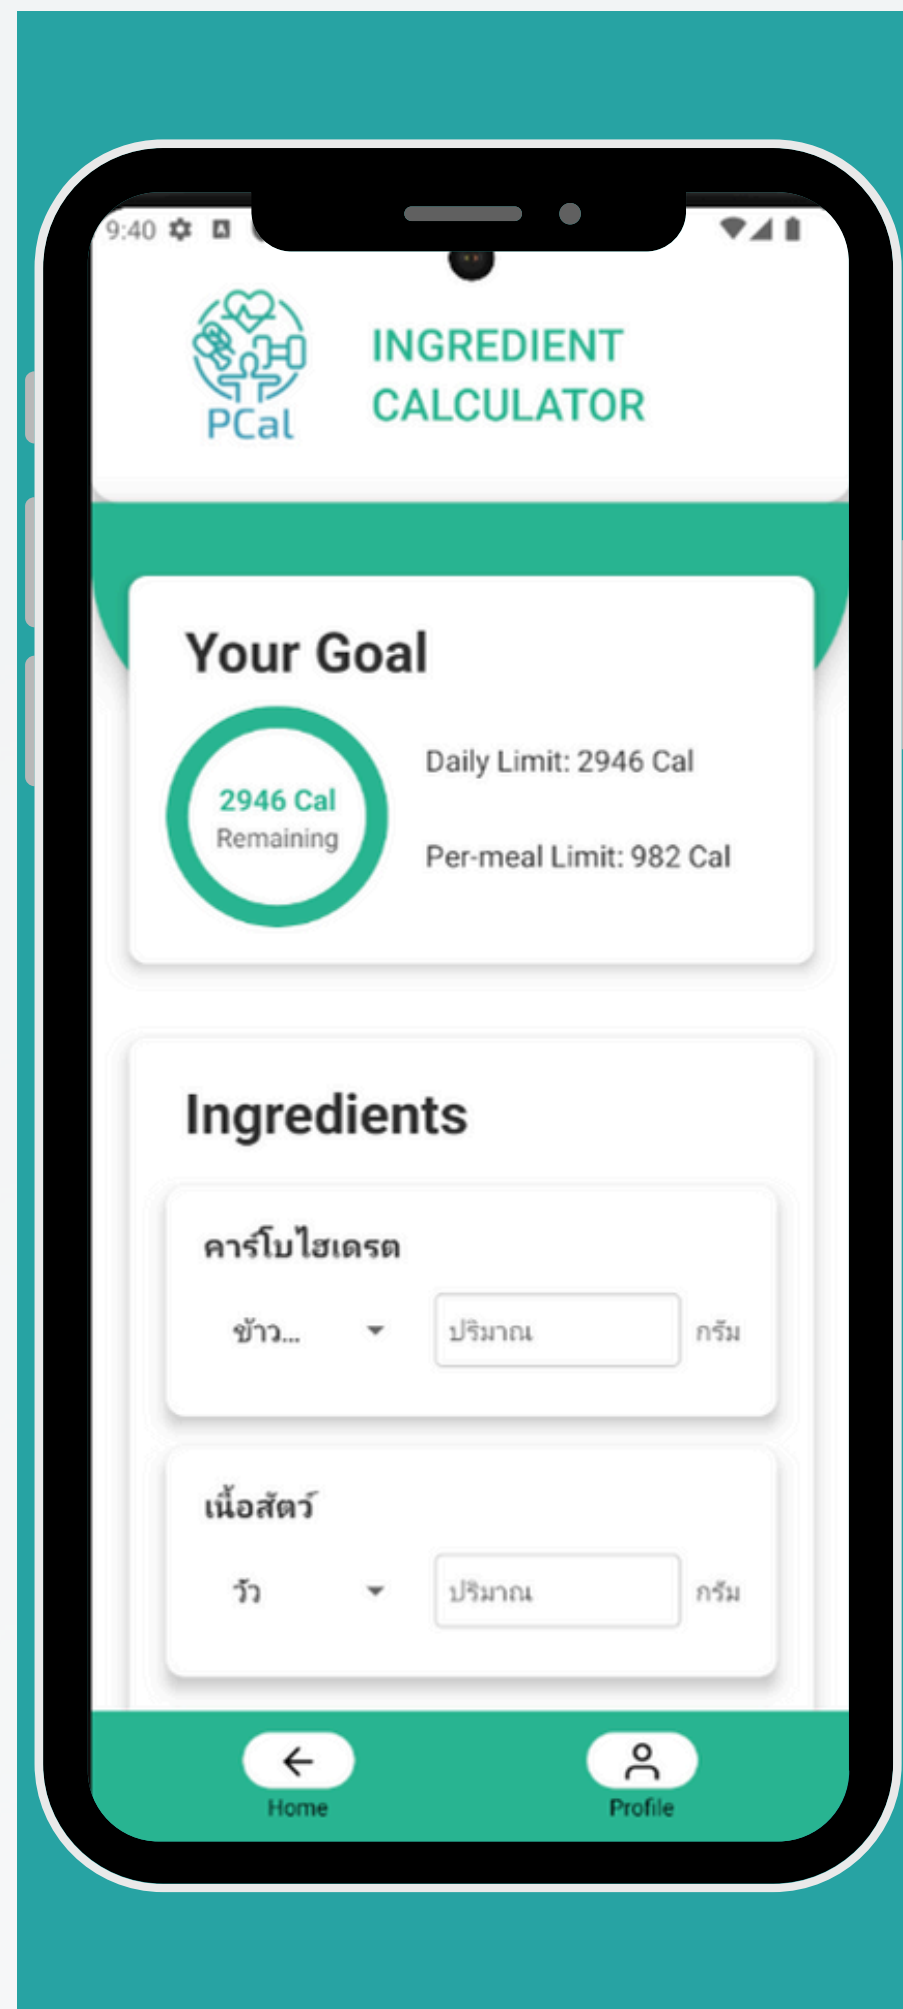 9:40
PCal
INGREDIENT
CALCULATOR
Your Goal
2946 Cal
Remaining
Daily Limit: 2946 Cal
Per-meal Limit: 982 Cal
Ingredients
คาร์โบไฮเดรต
ข้าว... ปริมาณ กรัม
เนื้อสัตว์
วัว ปริมาณ กรัม
Home Profile